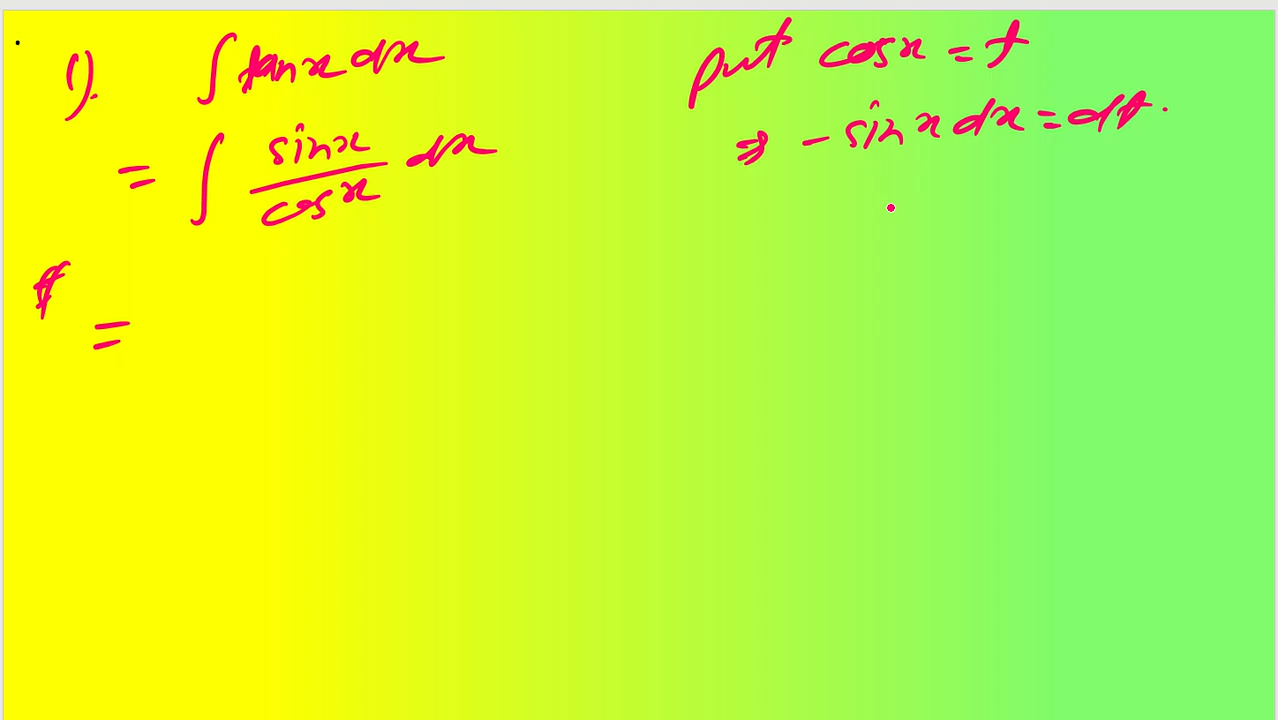 1). ∫ tanx dx
= ∫ sinx/cosx dx
=
put cosx = t
⇒ - sinx dx = dt.